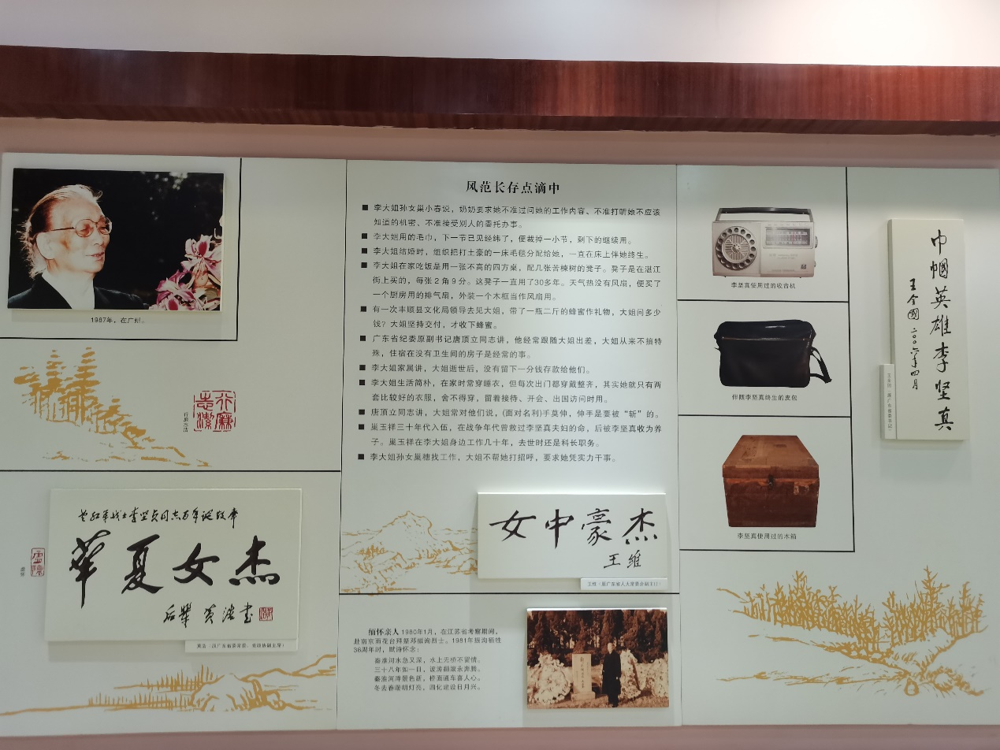 1987年，在广州。
行廉志洁
老红军战士李坚贞同志百年诞辰
華夏女杰
后辈 黄浩书
虚怀
风范长存点滴中
■ 李大姐孙女巢小春说，奶奶要求她不准过问她的工作内容、不准打听她不应该
知道的机密、不准接受别人的委托办事。
■ 李大姐用的毛巾，下一节已见经纬了，便裁掉一小节，剩下的继续用。
■ 李大姐结婚时，组织把打土豪的一床毛毯分配给她，一直在床上伴她终生。
■ 李大姐在家吃饭是用一张不高的四方桌，配几张苦楝树的凳子。凳子是在湛江
街上买的，每张2角9分。这凳子一直用了30多年。天气热没有风扇，便买了
一个厨房用的排气扇，外装一个木框当作风扇用。
■ 有一次丰顺县文化局领导去见大姐，带了一瓶二斤的蜂蜜作礼物，大姐问多少
钱？大姐坚持交付，才收下蜂蜜。
■ 广东省纪委原副书记唐顶立同志讲，他经常跟随大姐出差，大姐从来不搞特
殊，住宿在没有卫生间的房子是经常的事。
■ 李大姐家属讲，大姐逝世后，没有留下一分钱存款给他们。
■ 李大姐生活简朴，在家时常穿睡衣，但每次出门都穿戴整齐，其实她就只有两
套比较好的衣服，舍不得穿，留着接待、开会、出国访问时用。
■ 唐顶立同志讲，大姐常对他们说，(面对名利)手莫伸，伸手是要被“斩”的。
■ 巢玉祥三十年代入伍，在战争年代曾救过李坚真夫妇的命，后被李坚真收为养
子。巢玉祥在李大姐身边工作几十年，去世时还是科长职务。
■ 李大姐孙女巢穗找工作，大姐不帮她打招呼，要求她凭实力干事。
女中豪杰
王维
王维（原广东省人大常委会副主任）
缅怀亲人 1980年1月，在江苏省考察期间，
赴南京雨花台拜祭邓振询烈士。1981年振询牺牲
38周年时，赋诗怀念：
秦淮河水急又深，水上无桥不留情。
三十八年如一日，波涛翻滚永奔腾。
秦淮河畔景色新，桥面通车喜人心。
冬去春暖明灯亮，四化建设日月兴。
李坚真使用过的收音机
伴随李坚真终生的皮包
李坚真使用过的木箱
巾帼英雄李坚真
王全國 二〇〇六年四月
王全国（原广东省委书记）